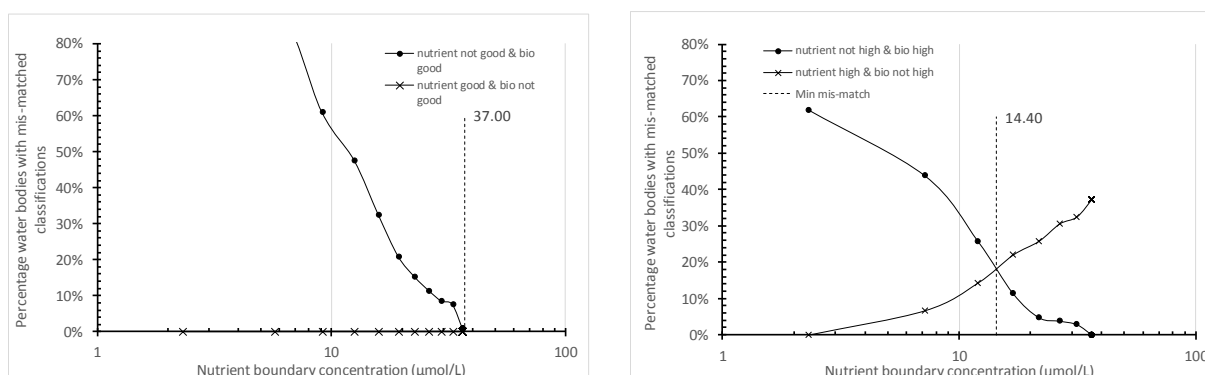 Percentage water bodies with mis-matched
classifications
80%
70%
60%
50%
40%
30%
20%
10%
0%
nutrient not good & bio
good
nutrient good & bio not
good
37.00
1
10
100
Nutrient boundary concentration (µmol/L)
Percentage water bodies with mis-matched
classifications
80%
70%
60%
50%
40%
30%
20%
10%
0%
nutrient not high & bio high
nutrient high & bio not high
Min mis-match
14.40
1
10
100
Nutrient boundary concentration (µmol/L)